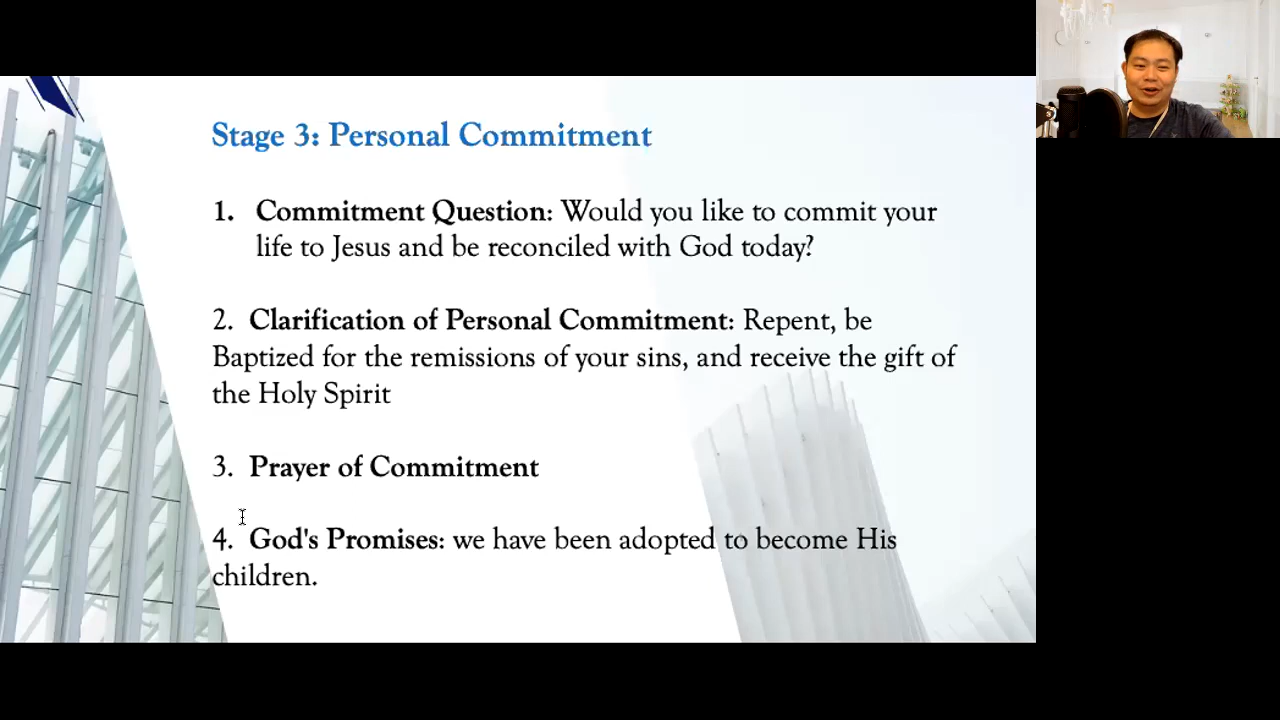 Stage 3: Personal Commitment
1. Commitment Question: Would you like to commit your
life to Jesus and be reconciled with God today?
2. Clarification of Personal Commitment: Repent, be
Baptized for the remissions of your sins, and receive the gift of
the Holy Spirit
3. Prayer of Commitment
4. God's Promises: we have been adopted to become His
children.